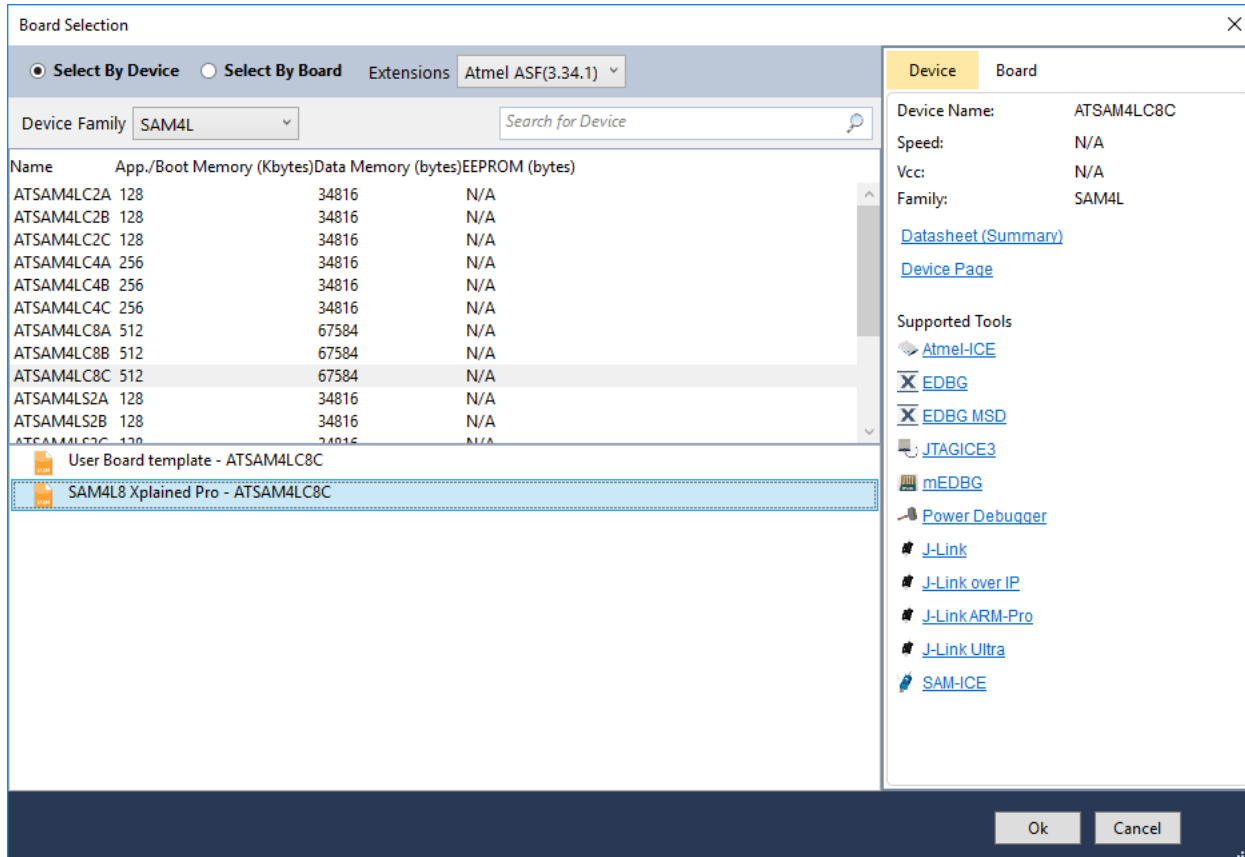 Board Selection
Select By Device Select By Board Extensions Atmel ASF(3.34.1)
Device Family SAM4L Search for Device
Name App./Boot Memory (Kbytes)Data Memory (bytes)EEPROM (bytes)
ATSAM4LC2A 128 34816 N/A
ATSAM4LC2B 128 34816 N/A
ATSAM4LC2C 128 34816 N/A
ATSAM4LC4A 256 34816 N/A
ATSAM4LC4B 256 34816 N/A
ATSAM4LC4C 256 34816 N/A
ATSAM4LC8A 512 67584 N/A
ATSAM4LC8B 512 67584 N/A
ATSAM4LC8C 512 67584 N/A
ATSAM4LS2A 128 34816 N/A
ATSAM4LS2B 128 34816 N/A
ATSAM4LS2C 128 34816 N/A
User Board template - ATSAM4LC8C
SAM4L8 Xplained Pro - ATSAM4LC8C
Device Board
Device Name: ATSAM4LC8C
Speed: N/A
Vcc: N/A
Family: SAM4L
Datasheet (Summary)
Device Page
Supported Tools
Atmel-ICE
EDBG
EDBG MSD
JTAGICE3
mEDBG
Power Debugger
J-Link
J-Link over IP
J-Link ARM-Pro
J-Link Ultra
SAM-ICE
Ok Cancel